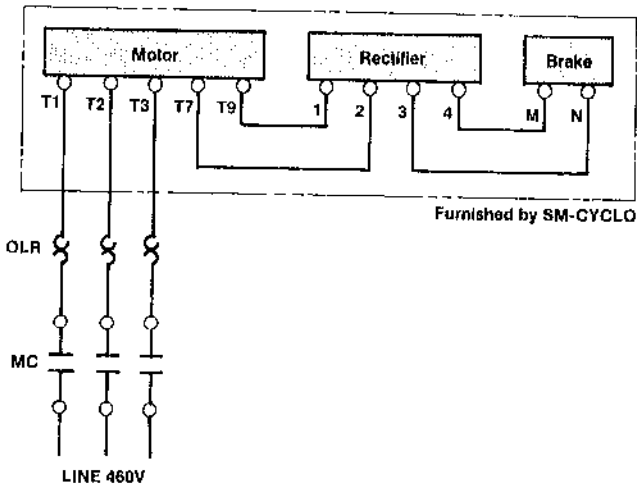 Motor
Rectifier
Brake
T1 T2 T3 T7 T9 1 2 3 4 M N
Furnished by SM-CYCLO
OLR
MC
LINE 460V